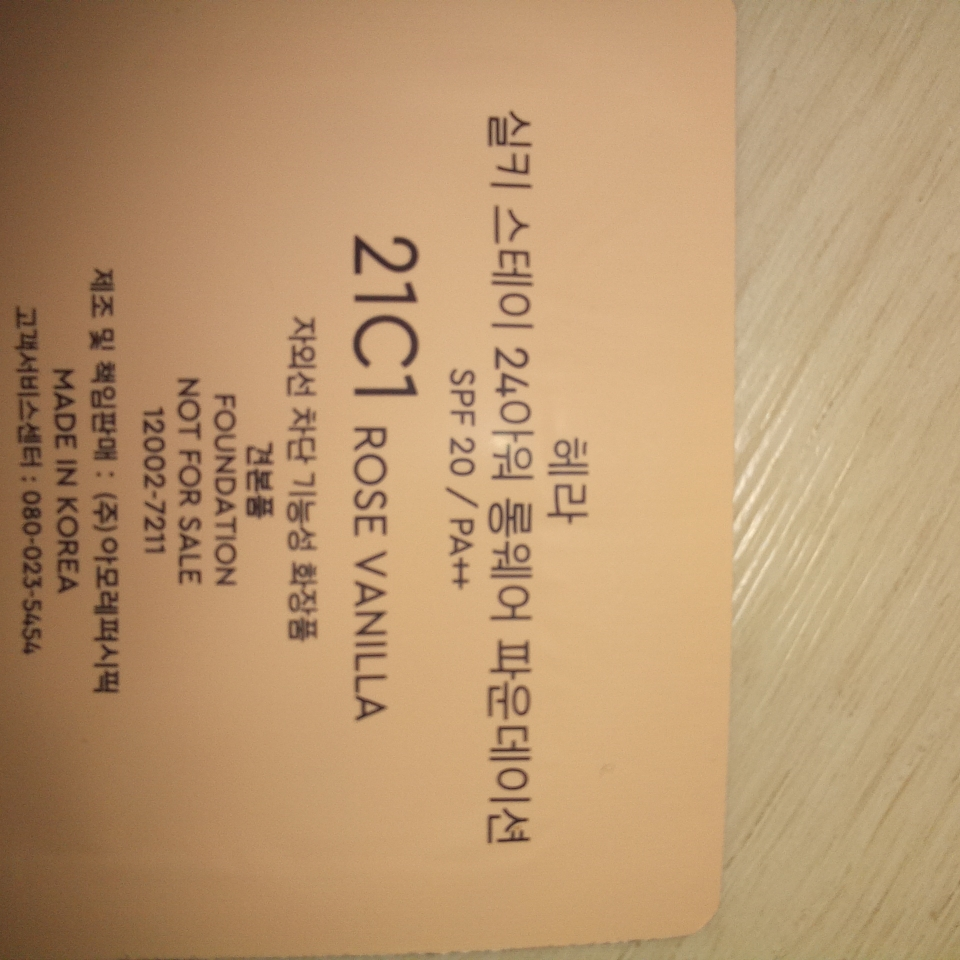 헤라
실키 스테이 24아워 롱웨어 파운데이션
SPF 20 / PA++
21C1 ROSE VANILLA
자외선 차단 기능성 화장품
견본품
FOUNDATION
NOT FOR SALE
12002-7211
제조 및 책임판매 : (주)아모레퍼시픽
MADE IN KOREA
고객서비스센터 : 080-023-5454